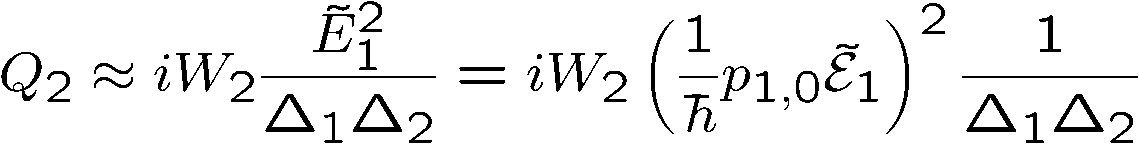 Q_2 \approx iW_2 \frac{\tilde{E}_1^2}{\Delta_1 \Delta_2} = iW_2 \left( \frac{1}{\hbar} p_{1,0} \tilde{\mathcal{E}}_1 \right)^2 \frac{1}{\Delta_1 \Delta_2}